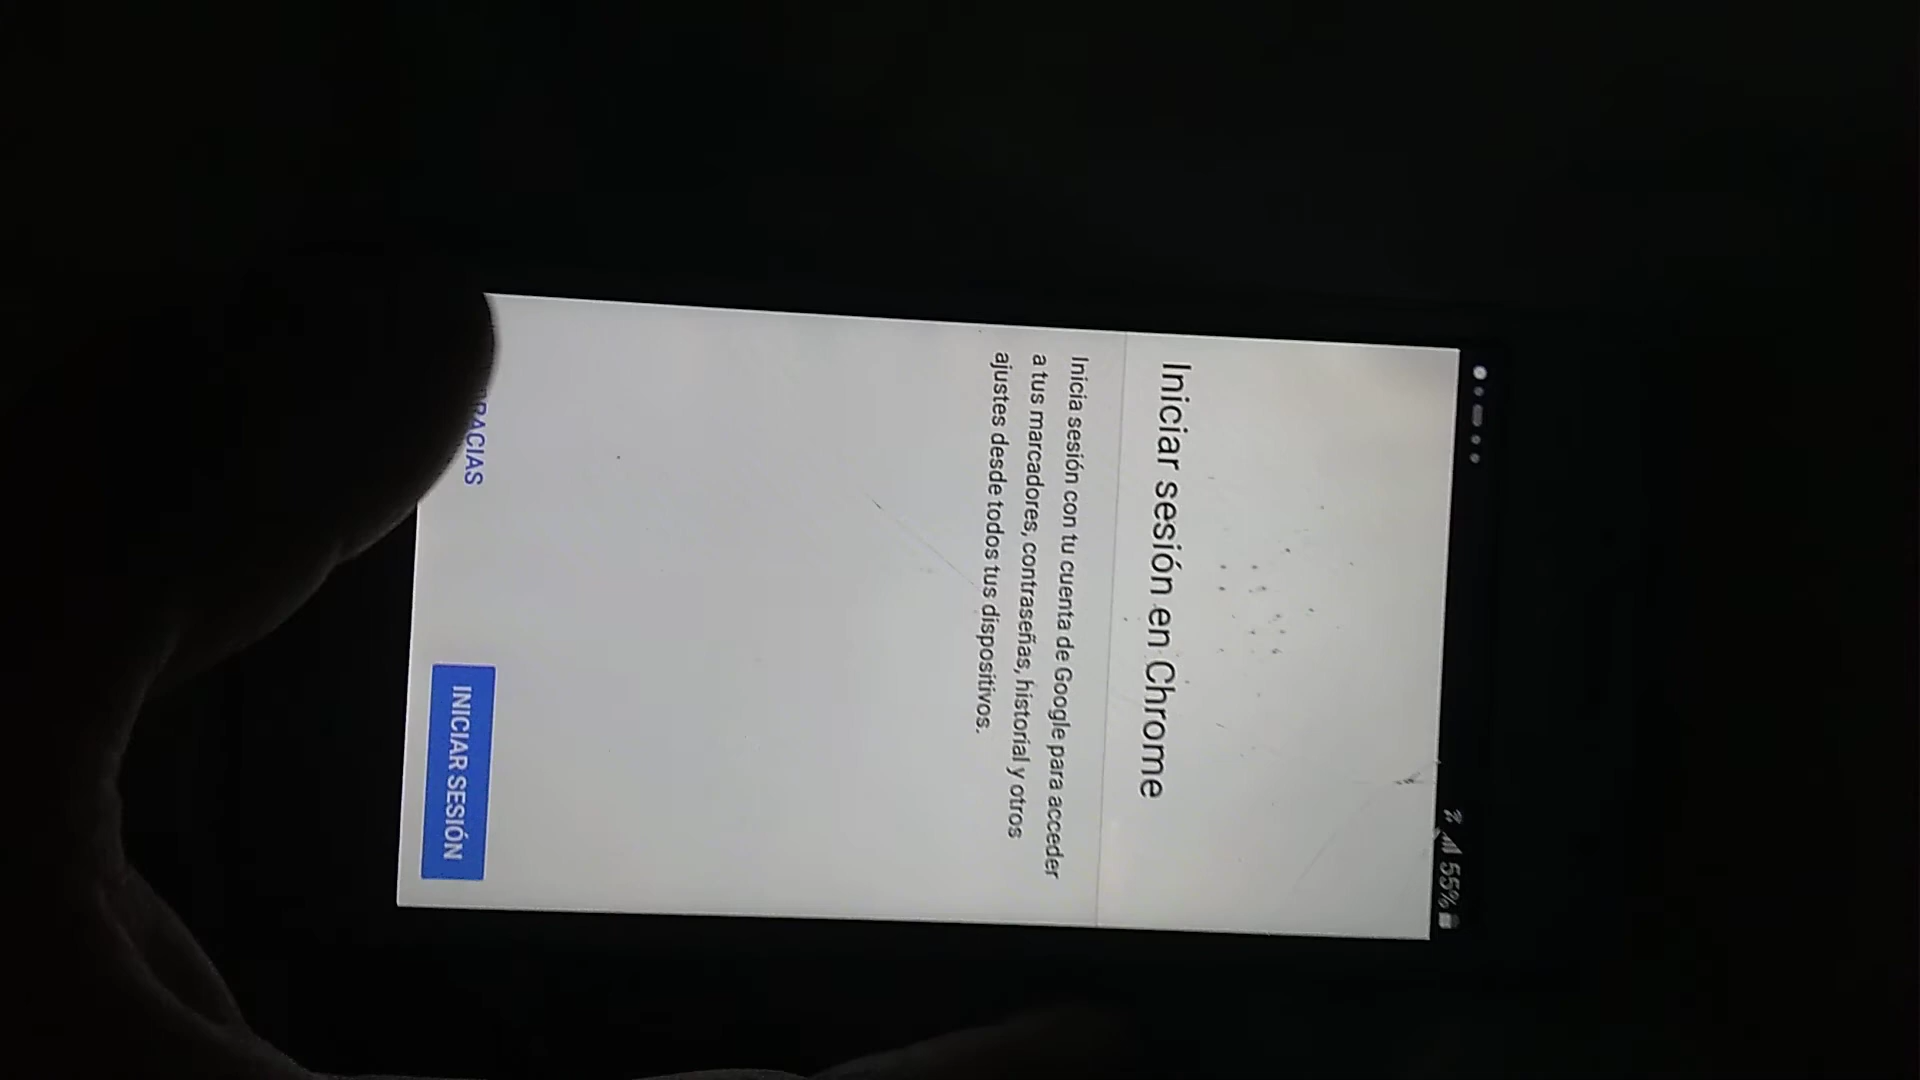 55%
Iniciar sesión en Chrome
Inicia sesión con tu cuenta de Google para acceder
a tus marcadores, contraseñas, historial y otros
ajustes desde todos tus dispositivos.
RACIAS
INICIAR SESIÓN